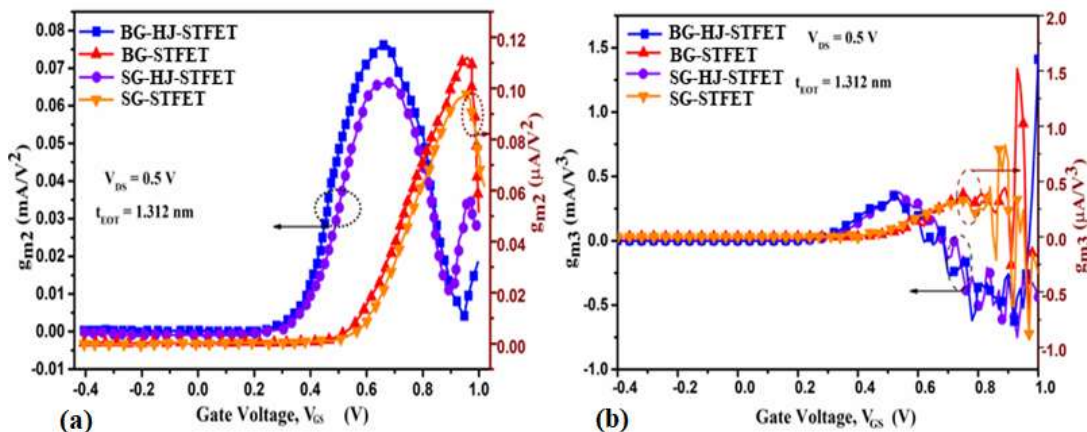 BG-HJ-STFET
BG-STFET
SG-HJ-STFET
SG-STFET
V_DS = 0.5 V
t_EOT = 1.312 nm
g_m2 (mA/V^2)
0.08
0.07
0.06
0.05
0.04
0.03
0.02
0.01
0.00
-0.01
g_m2 (μA/V^2)
0.12
0.10
0.08
0.06
0.04
0.02
0.00
-0.4 -0.2 0.0 0.2 0.4 0.6 0.8 1.0
Gate Voltage, V_GS (V)
(a)
BG-HJ-STFET
BG-STFET
SG-HJ-STFET
SG-STFET
V_DS = 0.5 V
t_EOT = 1.312 nm
g_m3 (mA/V^3)
1.5
1.0
0.5
0.0
-0.5
-1.0
g_m3 (μA/V^3)
2.0
1.5
1.0
0.5
0.0
-0.5
-1.0
-0.4 -0.2 0.0 0.2 0.4 0.6 0.8 1.0
Gate Voltage, V_GS (V)
(b)